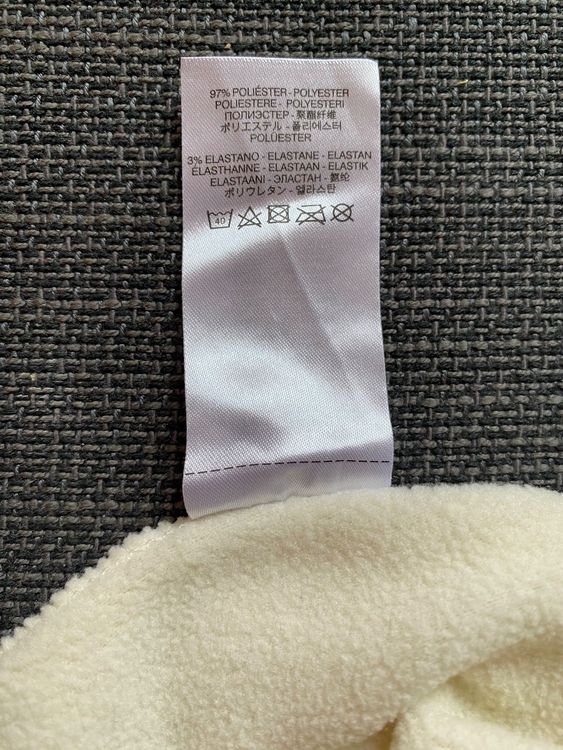 97% POLIÉSTER - POLYESTER
POLIESTERE - POLYESTERI
ПОЛИЭСТЕР - 聚酯纤维
ポリエステル - 폴리에스터
POLÜESTER
3% ELASTANO - ELASTANE - ELASTAN
ÉLASTHANNE - ELASTAAN - ELASTIK
ELASTAANI - ЭЛАСТАН - 氨纶
ポリウレタン - 엘라스탄
40